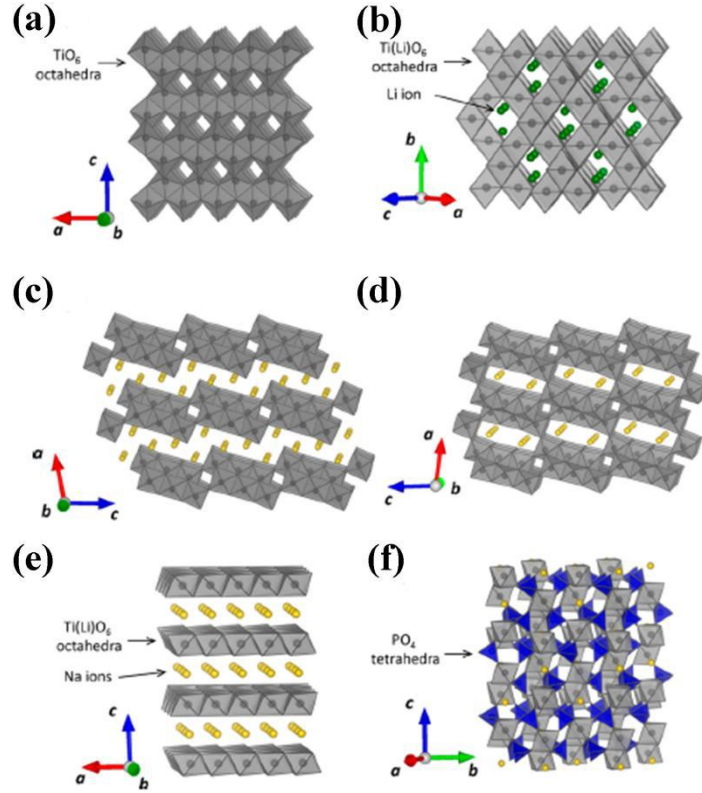 (a)
TiO6
octahedra
c
a
b
(b)
Ti(Li)O6
octahedra
Li ion
b
c
a
(c)
a
b
c
(d)
a
c
b
(e)
Ti(Li)O6
octahedra
Na ions
c
a
b
(f)
PO4
tetrahedra
c
a
b